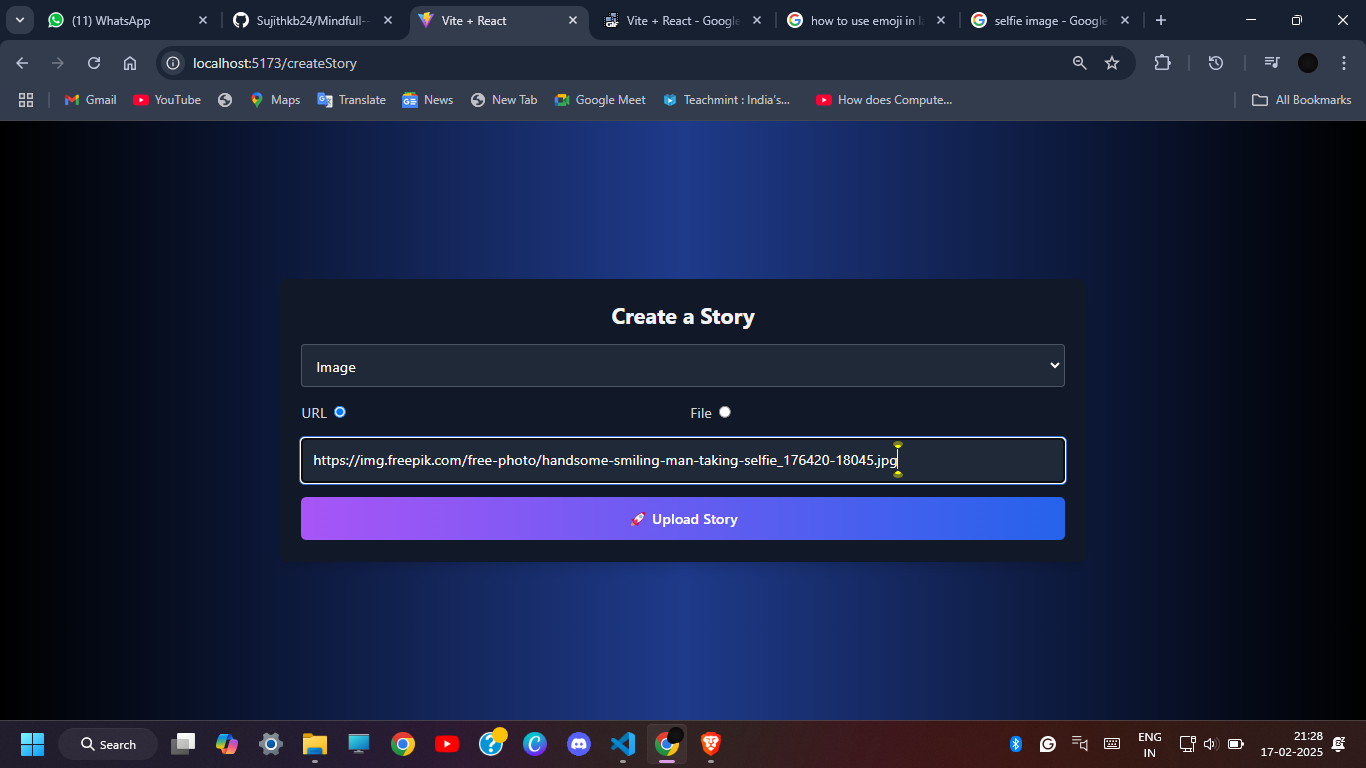 (11) WhatsApp
Sujithkb24/Mindfull--
Vite + React
Vite + React - Google
how to use emoji in
selfie image - Google
localhost:5173/createStory
Gmail
YouTube
Maps
Translate
News
New Tab
Google Meet
Teachmint : India's...
How does Compute...
All Bookmarks
Create a Story
Image
URL
File
https://img.freepik.com/free-photo/handsome-smiling-man-taking-selfie_176420-18045.jpg
🚀 Upload Story
Search
ENG
IN
21:28
17-02-2025